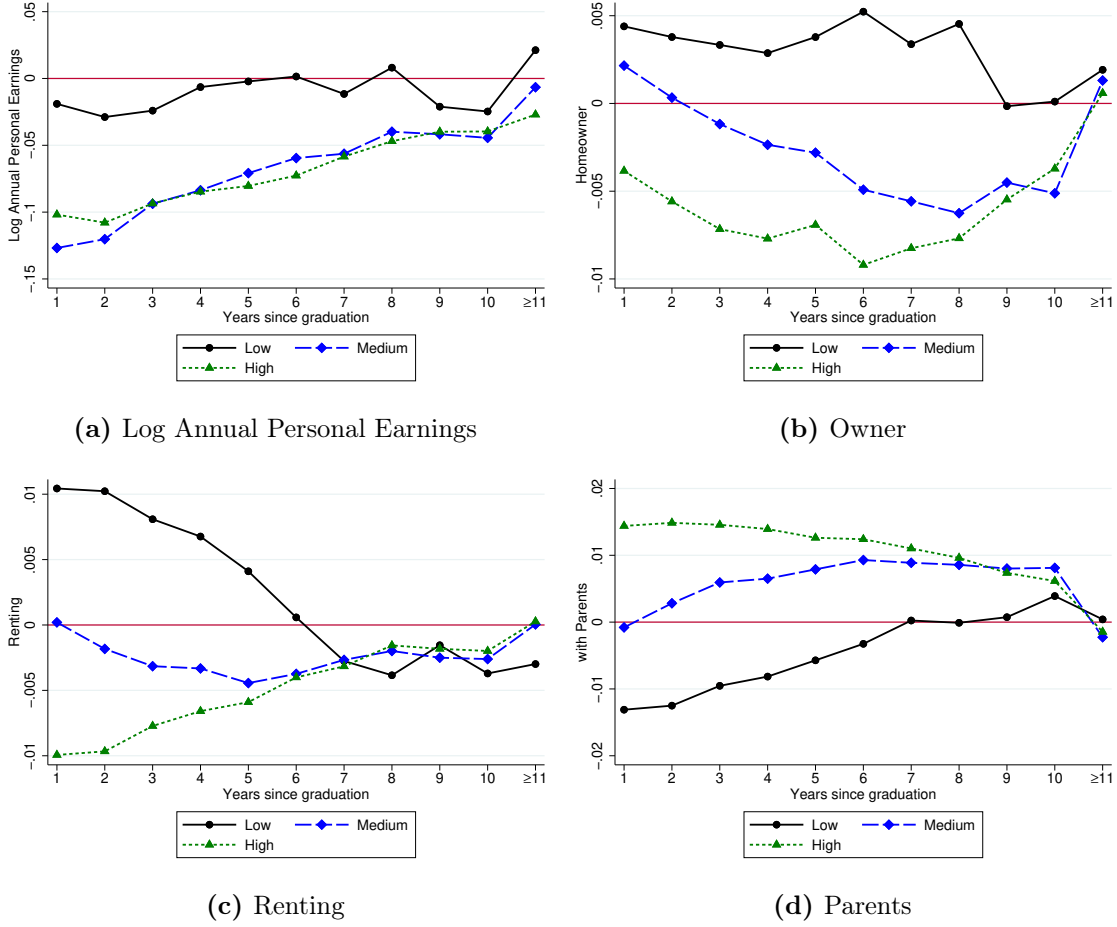 Log Annual Personal Earnings
.05
0
-.05
-.1
-.15
1 2 3 4 5 6 7 8 9 10 ≥11
Years since graduation
Low Medium
High
(a) Log Annual Personal Earnings
Homeowner
.005
0
-.005
-.01
1 2 3 4 5 6 7 8 9 10 ≥11
Years since graduation
Low Medium
High
(b) Owner
Renting
.01
.005
0
-.005
-.01
1 2 3 4 5 6 7 8 9 10 ≥11
Years since graduation
Low Medium
High
(c) Renting
with Parents
.02
.01
0
-.01
-.02
1 2 3 4 5 6 7 8 9 10 ≥11
Years since graduation
Low Medium
High
(d) Parents